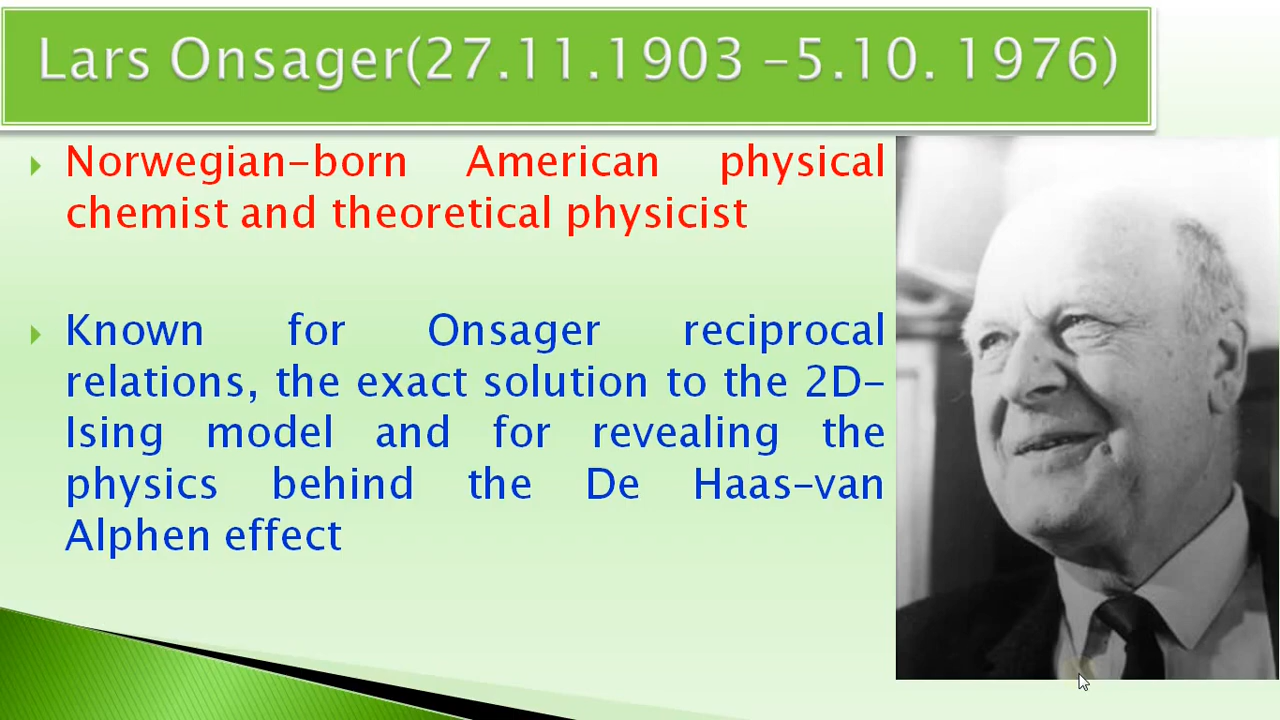 Lars Onsager(27.11.1903 –5.10. 1976)
Norwegian-born American physical
chemist and theoretical physicist
Known for Onsager reciprocal
relations, the exact solution to the 2D-
Ising model and for revealing the
physics behind the De Haas-van
Alphen effect